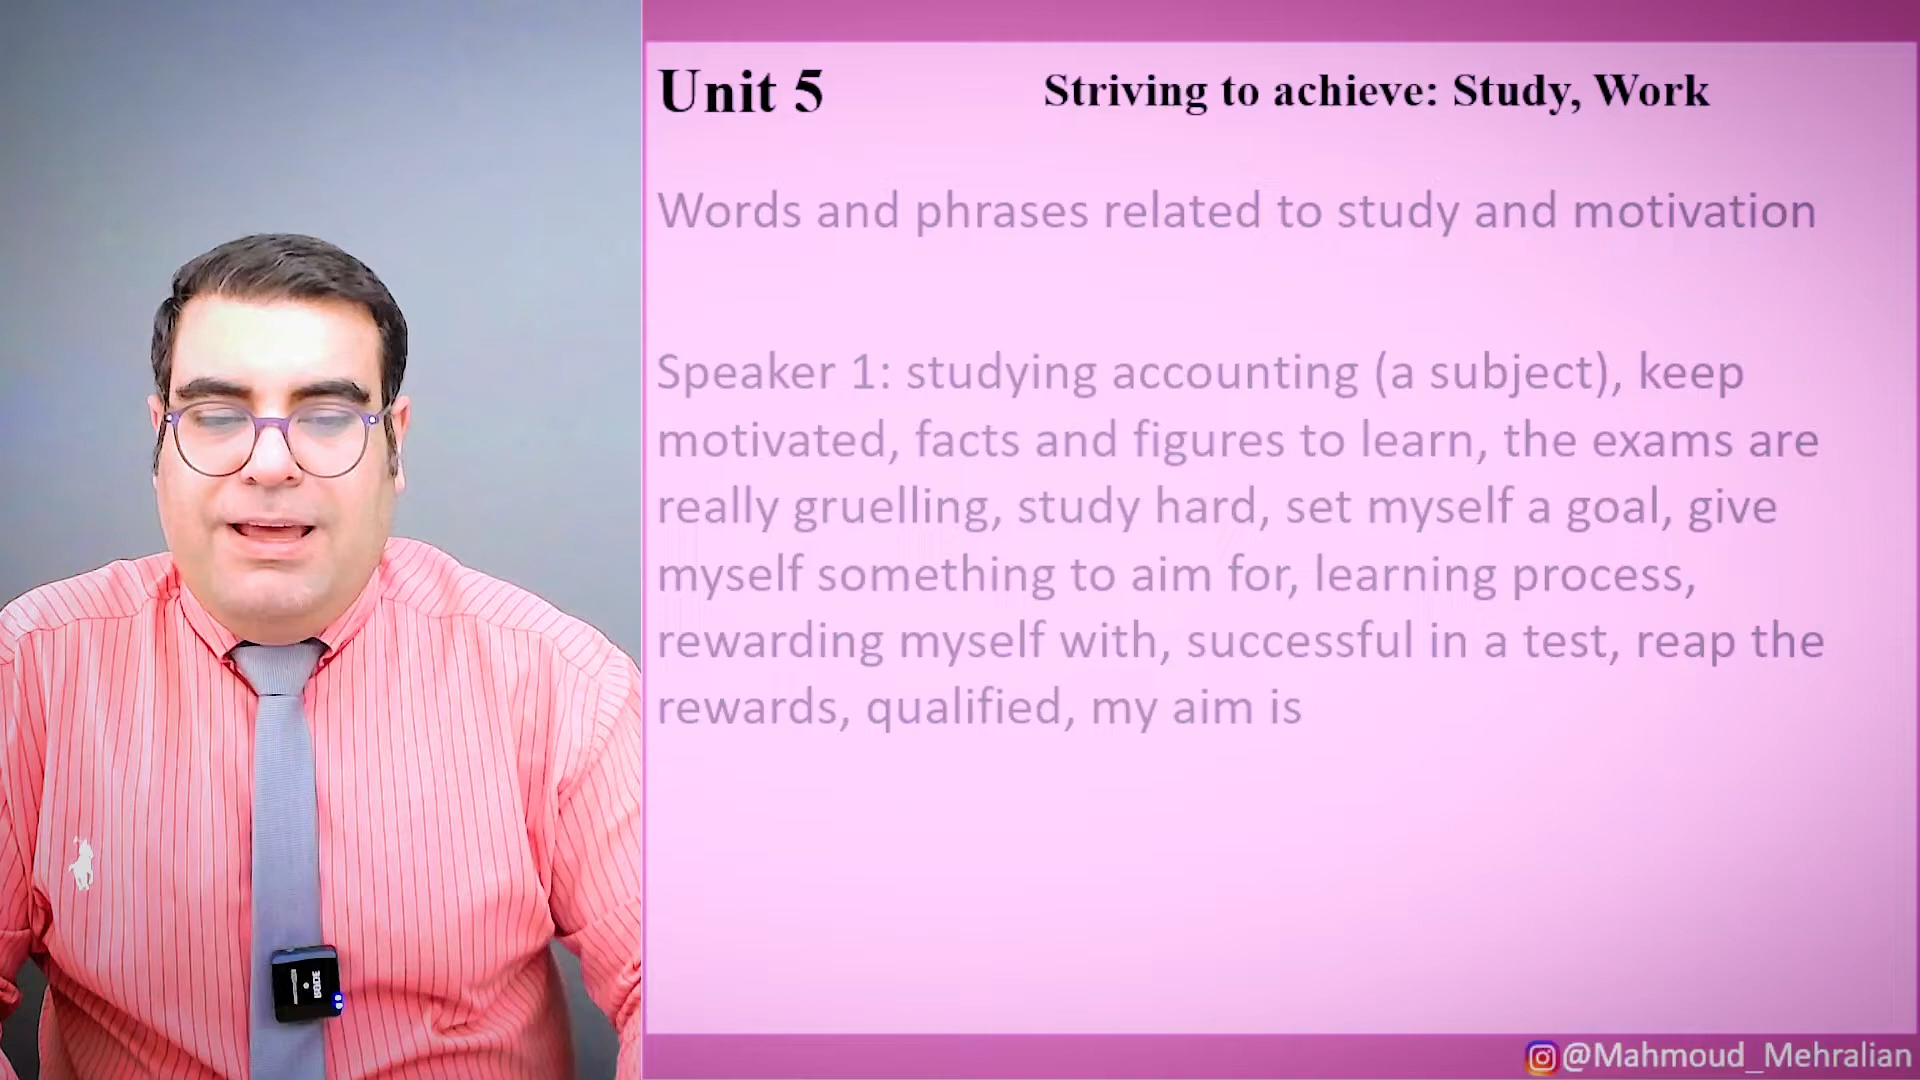 Unit 5
Striving to achieve: Study, Work
Words and phrases related to study and motivation
Speaker 1: studying accounting (a subject), keep
motivated, facts and figures to learn, the exams are
really gruelling, study hard, set myself a goal, give
myself something to aim for, learning process,
rewarding myself with, successful in a test, reap the
rewards, qualified, my aim is
RODE
@Mahmoud_Mehralian